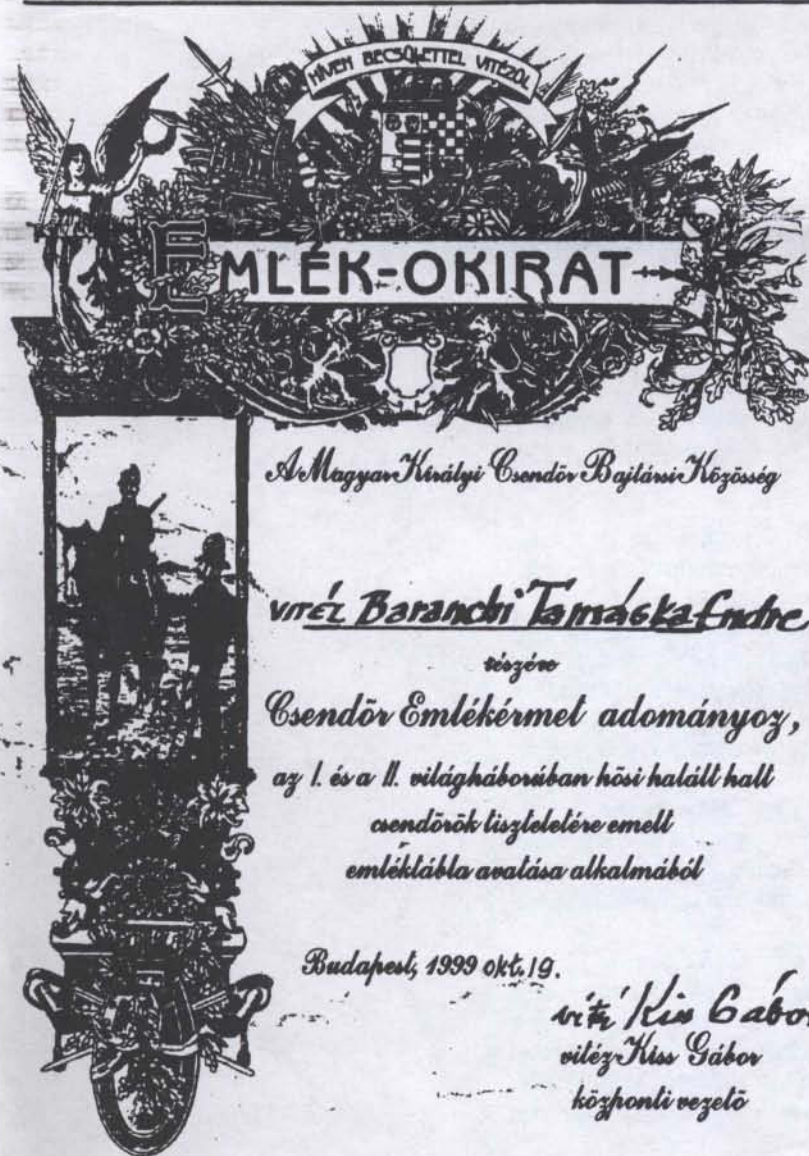 HÍVEN BECSÜLETTEL VITÉZÜL
EMLÉK-OKIRAT
A Magyar Királyi Csendőr Bajtársi Közösség
VITÉZ Baranchi Tamáska Endre
részére
Csendőr Emlékérmet adományoz,
az I. és a II. világháborúban hősi halált halt
csendőrök tiszteletére emelt
emléktábla avatása alkalmából
Budapest, 1999 okt. 19.
vitéz Kiss Gábor
vitéz Kiss Gábor
központi vezető